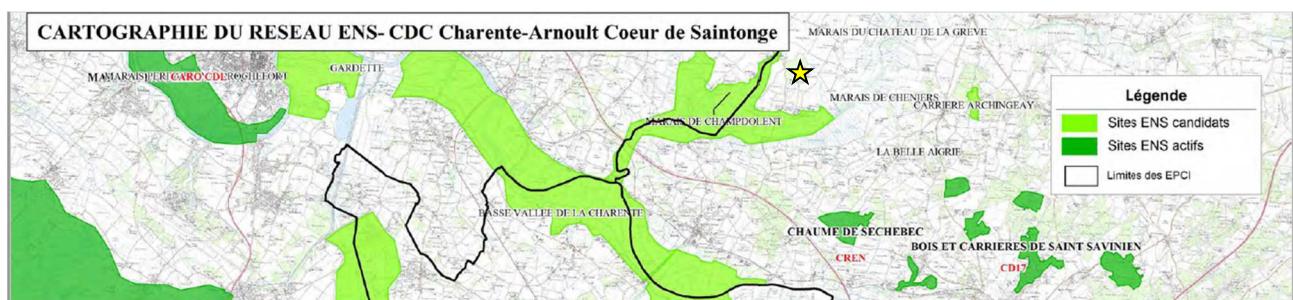 CARTOGRAPHIE DU RESEAU ENS- CDC Charente-Arnoult Coeur de Saintonge
MARAIS DU CHATEAU DE LA GREVE
GARDETTE
CARO CDL ROCHEFORT
MARAIS DE CHENIERS
CARRIERE ARCHINGEAY
MARAIS DE CHAMPDOLENT
LA BELLE AIGRIE
Légende
Sites ENS candidats
Sites ENS actifs
Limites des EPCI
BASSE VALLEE DE LA CHARENTE
CHAUME DE SECHEBEC
BOIS ET CARRIERES DE SAINT SAVINIEN
CREN
CD17